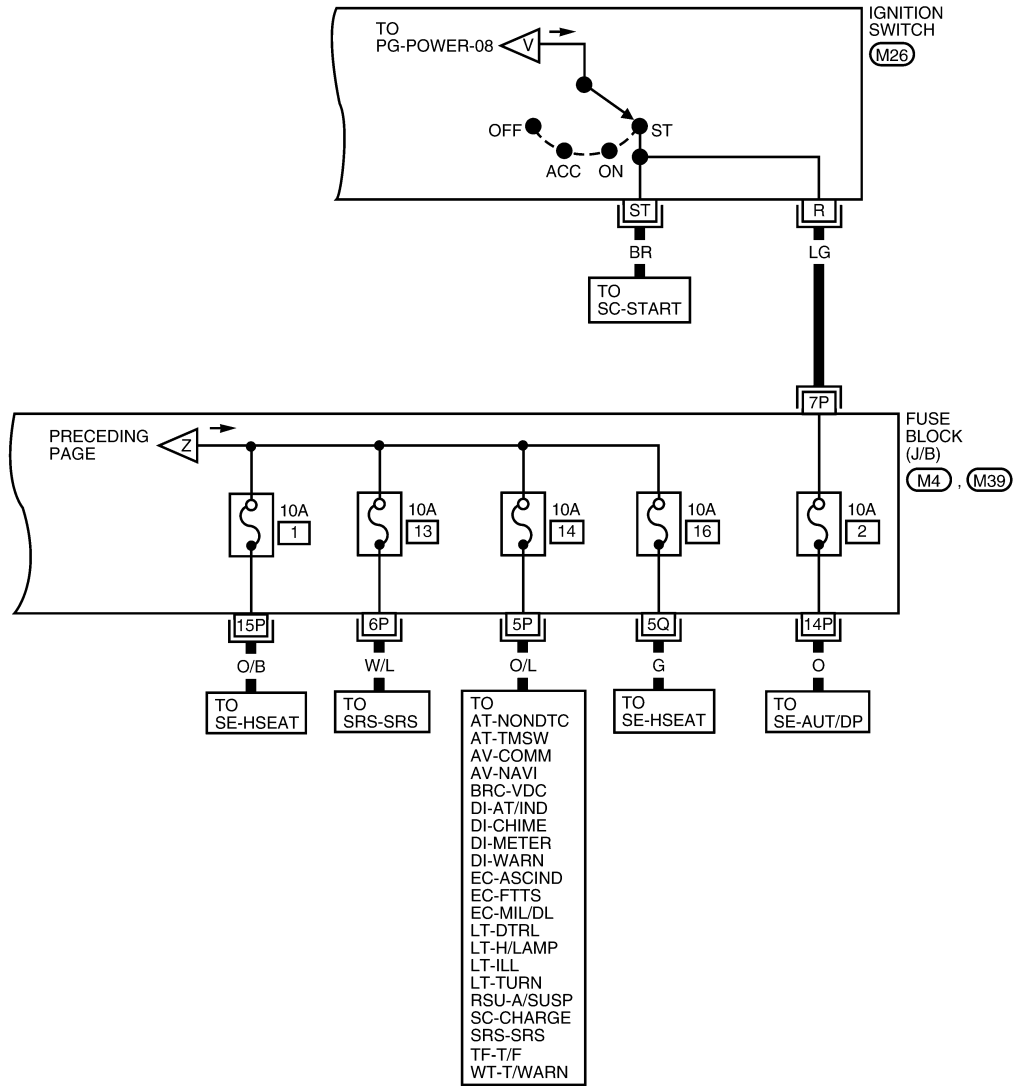 IGNITION
SWITCH
M26
TO
PG-POWER-08
V
OFF
ST
ACC
ON
ST
R
BR
LG
TO
SC-START
7P
FUSE
BLOCK
(J/B)
M4 , M39
PRECEDING
PAGE
Z
10A
1
10A
13
10A
14
10A
16
10A
2
15P
6P
5P
5Q
14P
O/B
W/L
O/L
G
O
TO
SE-HSEAT
TO
SRS-SRS
TO
AT-NONDTC
AT-TMSW
AV-COMM
AV-NAVI
BRC-VDC
DI-AT/IND
DI-CHIME
DI-METER
DI-WARN
EC-ASCIND
EC-FTTS
EC-MIL/DL
LT-DTRL
LT-H/LAMP
LT-ILL
LT-TURN
RSU-A/SUSP
SC-CHARGE
SRS-SRS
TF-T/F
WT-T/WARN
TO
SE-HSEAT
TO
SE-AUT/DP